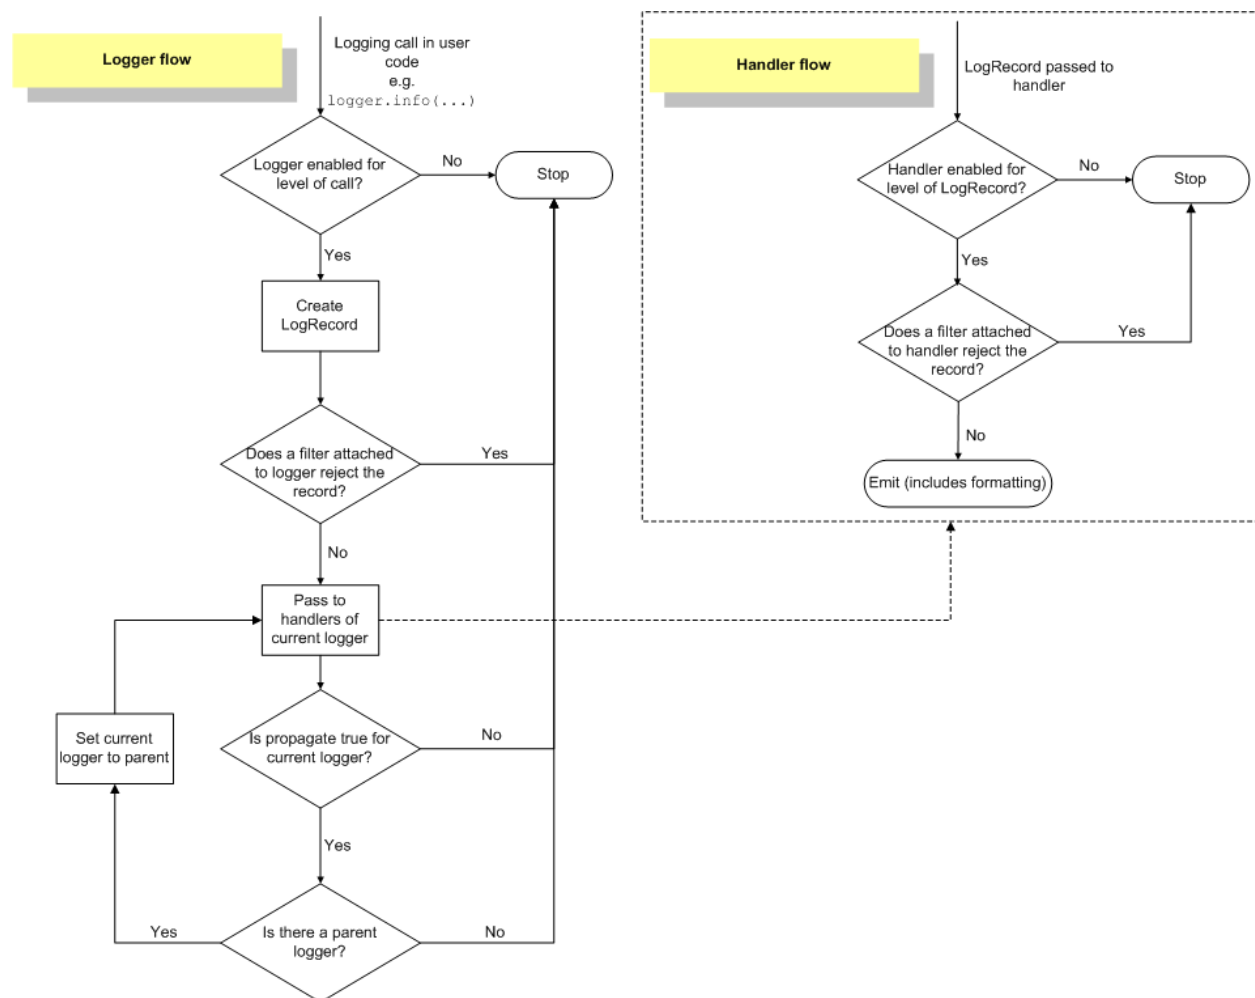 Logger flow
Logging call in user
code
e.g.
logger.info(...)
Logger enabled for
level of call?
No
Stop
Yes
Create
LogRecord
Does a filter attached
to logger reject the
record?
Yes
No
Pass to
handlers of
current logger
Set current
logger to parent
Is propagate true for
current logger?
No
Yes
Is there a parent
logger?
Yes
No
Handler flow
LogRecord passed to
handler
Handler enabled for
level of LogRecord?
No
Stop
Yes
Does a filter attached
to handler reject the
record?
Yes
No
Emit (includes formatting)